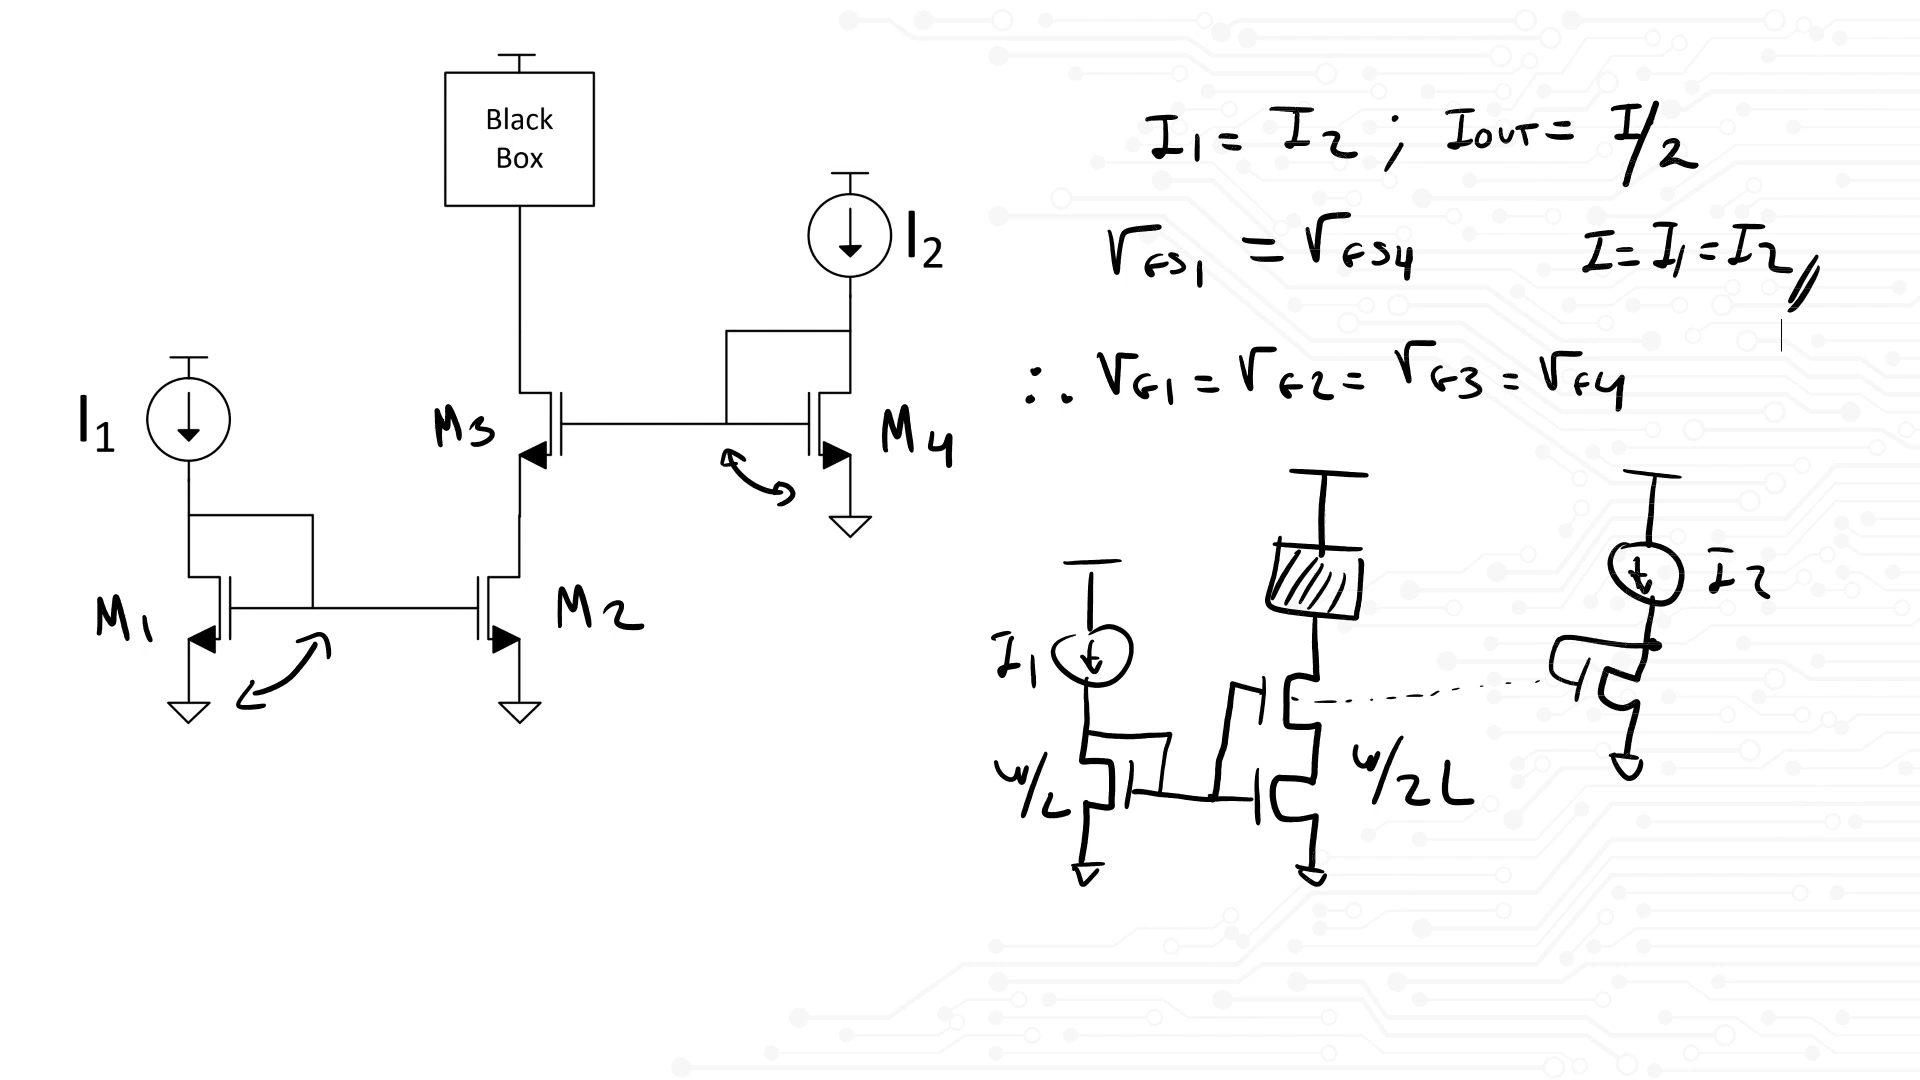 Black
Box
I₂
I₁
M3
M4
M1
M2
I1 = I2 ; IOUT = I/2
VGS1 = VGS4
I = I1 = I2
∴ VG1 = VG2 = VG3 = VG4
I1
I2
W/L
W/2L